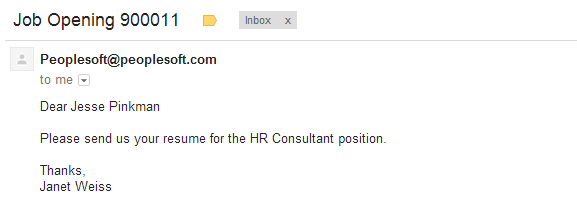 Job Opening 900011
Inbox x
Peoplesoft@peoplesoft.com
to me
Dear Jesse Pinkman
Please send us your resume for the HR Consultant position.
Thanks,
Janet Weiss